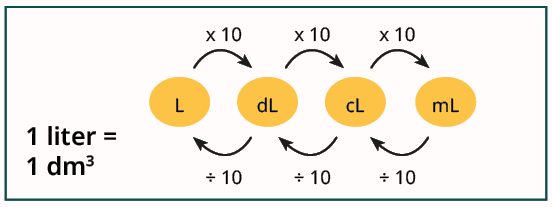 x 10 x 10 x 10
L dL cL mL
1 liter =
1 dm³
÷ 10 ÷ 10 ÷ 10